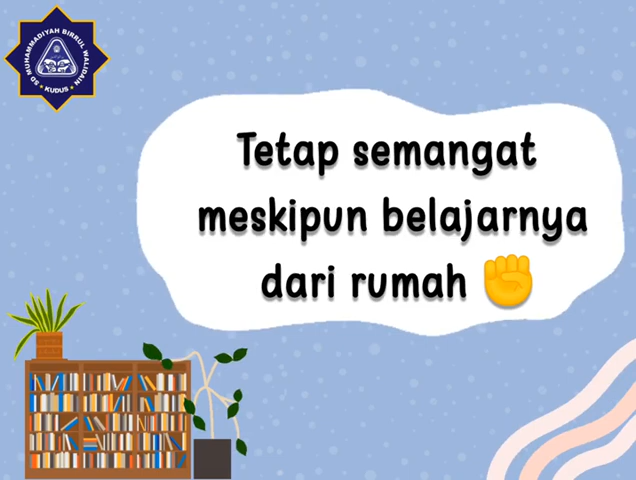 SD MUHAMMADIYAH BIRRUL WALIDAIN
KUDUS
Tetap semangat
meskipun belajarnya
dari rumah ✊